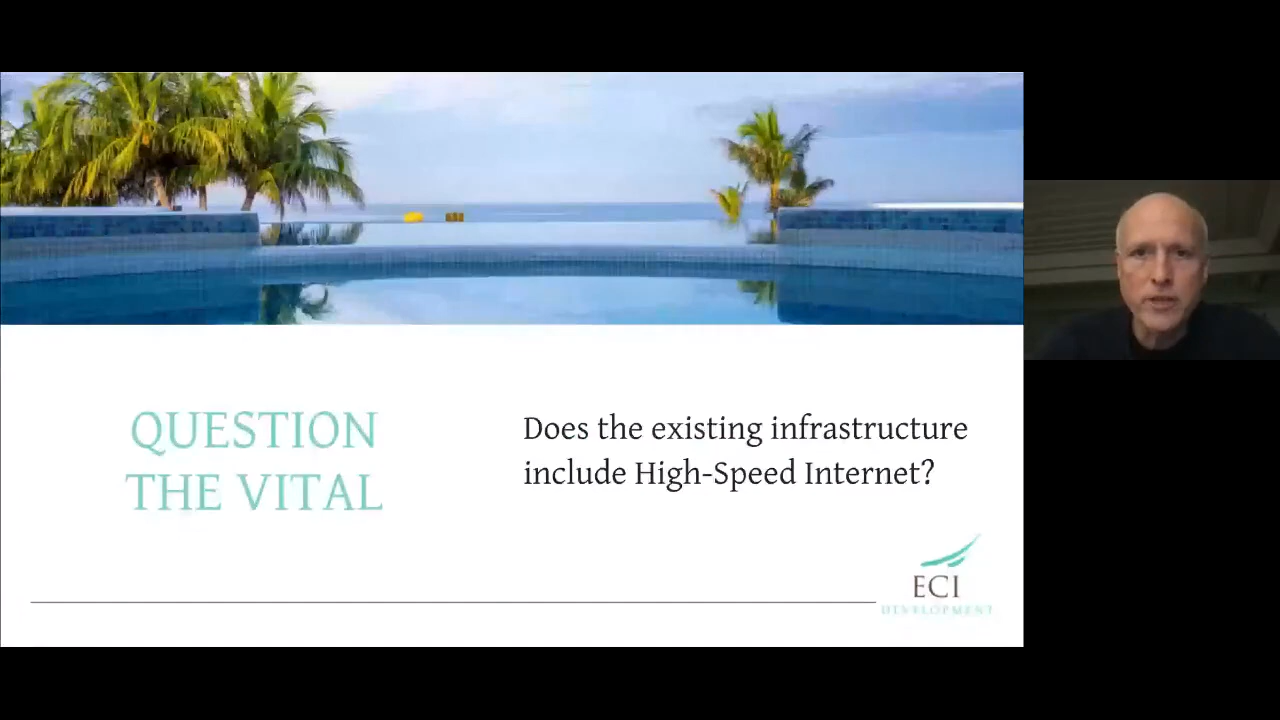 QUESTION
THE VITAL
Does the existing infrastructure
include High-Speed Internet?
ECI
DEVELOPMENT